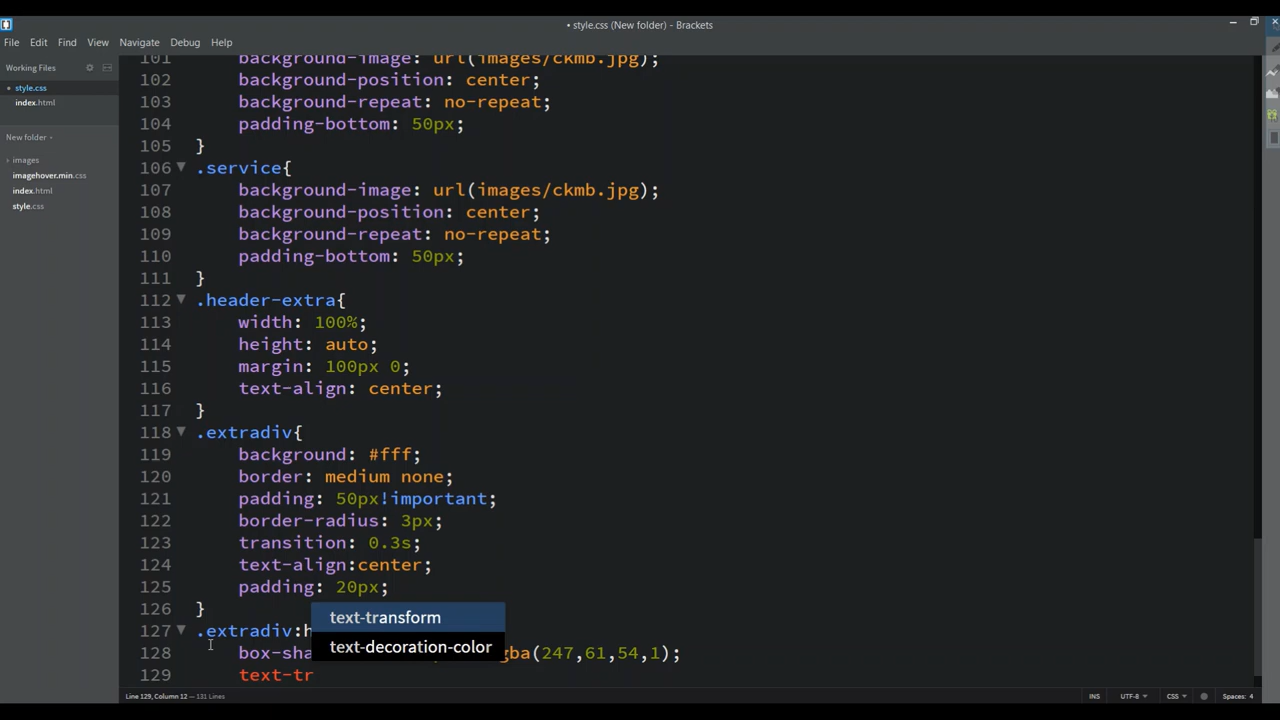 • style.css (New folder) - Brackets
File Edit Find View Navigate Debug Help
Working Files
• style.css
index.html
New folder
images
imagehover.min.css
index.html
style.css
101 background-image: url(images/ckmb.jpg);
102 background-position: center;
103 background-repeat: no-repeat;
104 padding-bottom: 50px;
105 }
106 .service{
107 background-image: url(images/ckmb.jpg);
108 background-position: center;
109 background-repeat: no-repeat;
110 padding-bottom: 50px;
111 }
112 .header-extra{
113 width: 100%;
114 height: auto;
115 margin: 100px 0;
116 text-align: center;
117 }
118 .extradiv{
119 background: #fff;
120 border: medium none;
121 padding: 50px!important;
122 border-radius: 3px;
123 transition: 0.3s;
124 text-align:center;
125 padding: 20px;
126 }
text-transform
127 .extradiv:h
text-decoration-color
128 box-sha gba(247,61,54,1);
129 text-tr
Line 129, Column 12 — 131 Lines
INS UTF-8 CSS Spaces: 4